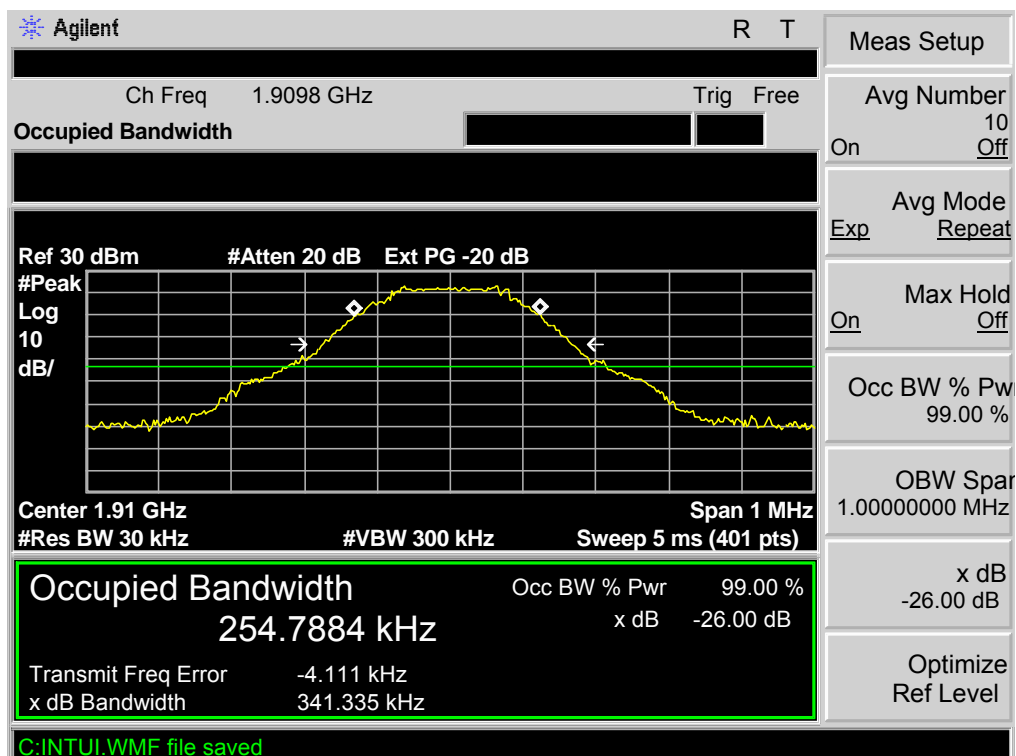 Agilent R T
Meas Setup
Ch Freq 1.9098 GHz Trig Free
Occupied Bandwidth
Avg Number
10
On Off
Avg Mode
Exp Repeat
Max Hold
On Off
Occ BW % Pwr
99.00 %
OBW Span
1.00000000 MHz
x dB
-26.00 dB
Optimize
Ref Level
Ref 30 dBm #Atten 20 dB Ext PG -20 dB
#Peak
Log
10
dB/
Center 1.91 GHz Span 1 MHz
#Res BW 30 kHz #VBW 300 kHz Sweep 5 ms (401 pts)
Occupied Bandwidth Occ BW % Pwr 99.00 %
254.7884 kHz x dB -26.00 dB
Transmit Freq Error -4.111 kHz
x dB Bandwidth 341.335 kHz
C:INTUI.WMF file saved